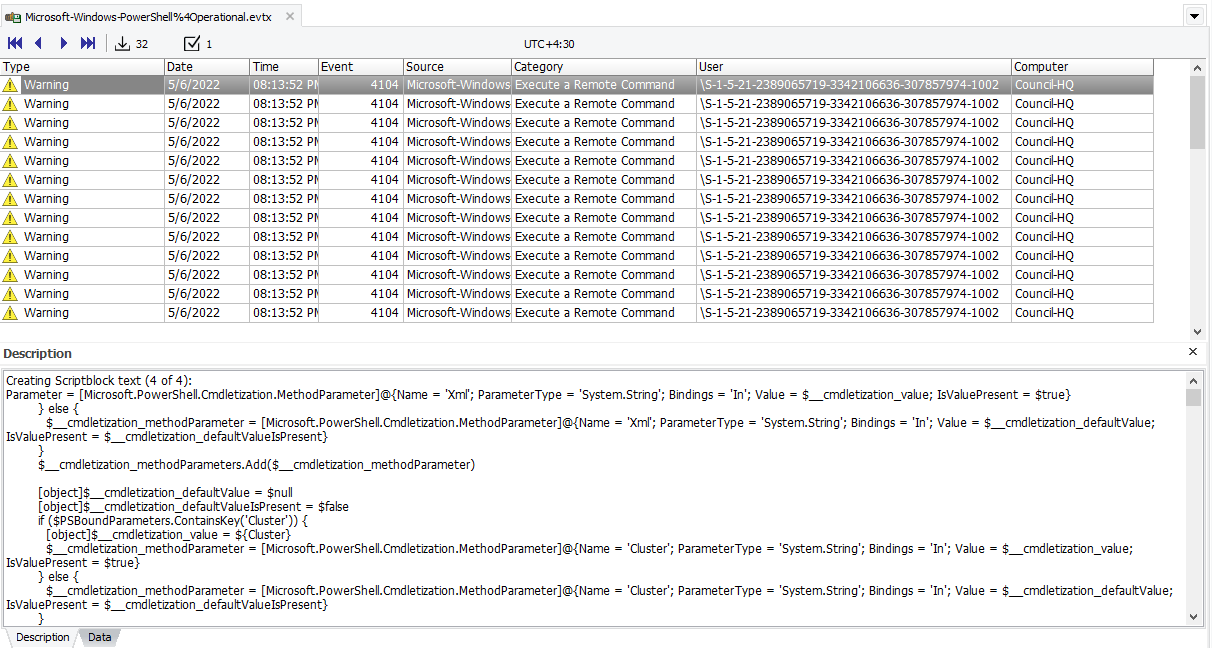 Microsoft-Windows-PowerShell%4Operational.evtx
32 1 UTC+4:30
Type Date Time Event Source Category User Computer
Warning 5/6/2022 08:13:52 PM 4104 Microsoft-Windows Execute a Remote Command \S-1-5-21-2389065719-3342106636-307857974-1002 Council-HQ
Warning 5/6/2022 08:13:52 PM 4104 Microsoft-Windows Execute a Remote Command \S-1-5-21-2389065719-3342106636-307857974-1002 Council-HQ
Warning 5/6/2022 08:13:52 PM 4104 Microsoft-Windows Execute a Remote Command \S-1-5-21-2389065719-3342106636-307857974-1002 Council-HQ
Warning 5/6/2022 08:13:52 PM 4104 Microsoft-Windows Execute a Remote Command \S-1-5-21-2389065719-3342106636-307857974-1002 Council-HQ
Warning 5/6/2022 08:13:52 PM 4104 Microsoft-Windows Execute a Remote Command \S-1-5-21-2389065719-3342106636-307857974-1002 Council-HQ
Warning 5/6/2022 08:13:52 PM 4104 Microsoft-Windows Execute a Remote Command \S-1-5-21-2389065719-3342106636-307857974-1002 Council-HQ
Warning 5/6/2022 08:13:52 PM 4104 Microsoft-Windows Execute a Remote Command \S-1-5-21-2389065719-3342106636-307857974-1002 Council-HQ
Warning 5/6/2022 08:13:52 PM 4104 Microsoft-Windows Execute a Remote Command \S-1-5-21-2389065719-3342106636-307857974-1002 Council-HQ
Warning 5/6/2022 08:13:52 PM 4104 Microsoft-Windows Execute a Remote Command \S-1-5-21-2389065719-3342106636-307857974-1002 Council-HQ
Warning 5/6/2022 08:13:52 PM 4104 Microsoft-Windows Execute a Remote Command \S-1-5-21-2389065719-3342106636-307857974-1002 Council-HQ
Warning 5/6/2022 08:13:52 PM 4104 Microsoft-Windows Execute a Remote Command \S-1-5-21-2389065719-3342106636-307857974-1002 Council-HQ
Warning 5/6/2022 08:13:52 PM 4104 Microsoft-Windows Execute a Remote Command \S-1-5-21-2389065719-3342106636-307857974-1002 Council-HQ
Warning 5/6/2022 08:13:52 PM 4104 Microsoft-Windows Execute a Remote Command \S-1-5-21-2389065719-3342106636-307857974-1002 Council-HQ
Description
Creating Scriptblock text (4 of 4):
Parameter = [Microsoft.PowerShell.Cmdletization.MethodParameter]@{Name = 'Xml'; ParameterType = 'System.String'; Bindings = 'In'; Value = $__cmdletization_value; IsValuePresent = $true}
} else {
$__cmdletization_methodParameter = [Microsoft.PowerShell.Cmdletization.MethodParameter]@{Name = 'Xml'; ParameterType = 'System.String'; Bindings = 'In'; Value = $__cmdletization_defaultValue;
IsValuePresent = $__cmdletization_defaultValueIsPresent}
}
$__cmdletization_methodParameters.Add($__cmdletization_methodParameter)
[object]$__cmdletization_defaultValue = $null
[object]$__cmdletization_defaultValueIsPresent = $false
if ($PSBoundParameters.ContainsKey('Cluster')) {
[object]$__cmdletization_value = ${Cluster}
$__cmdletization_methodParameter = [Microsoft.PowerShell.Cmdletization.MethodParameter]@{Name = 'Cluster'; ParameterType = 'System.String'; Bindings = 'In'; Value = $__cmdletization_value;
IsValuePresent = $true}
} else {
$__cmdletization_methodParameter = [Microsoft.PowerShell.Cmdletization.MethodParameter]@{Name = 'Cluster'; ParameterType = 'System.String'; Bindings = 'In'; Value = $__cmdletization_defaultValue;
IsValuePresent = $__cmdletization_defaultValueIsPresent}
}
Description Data